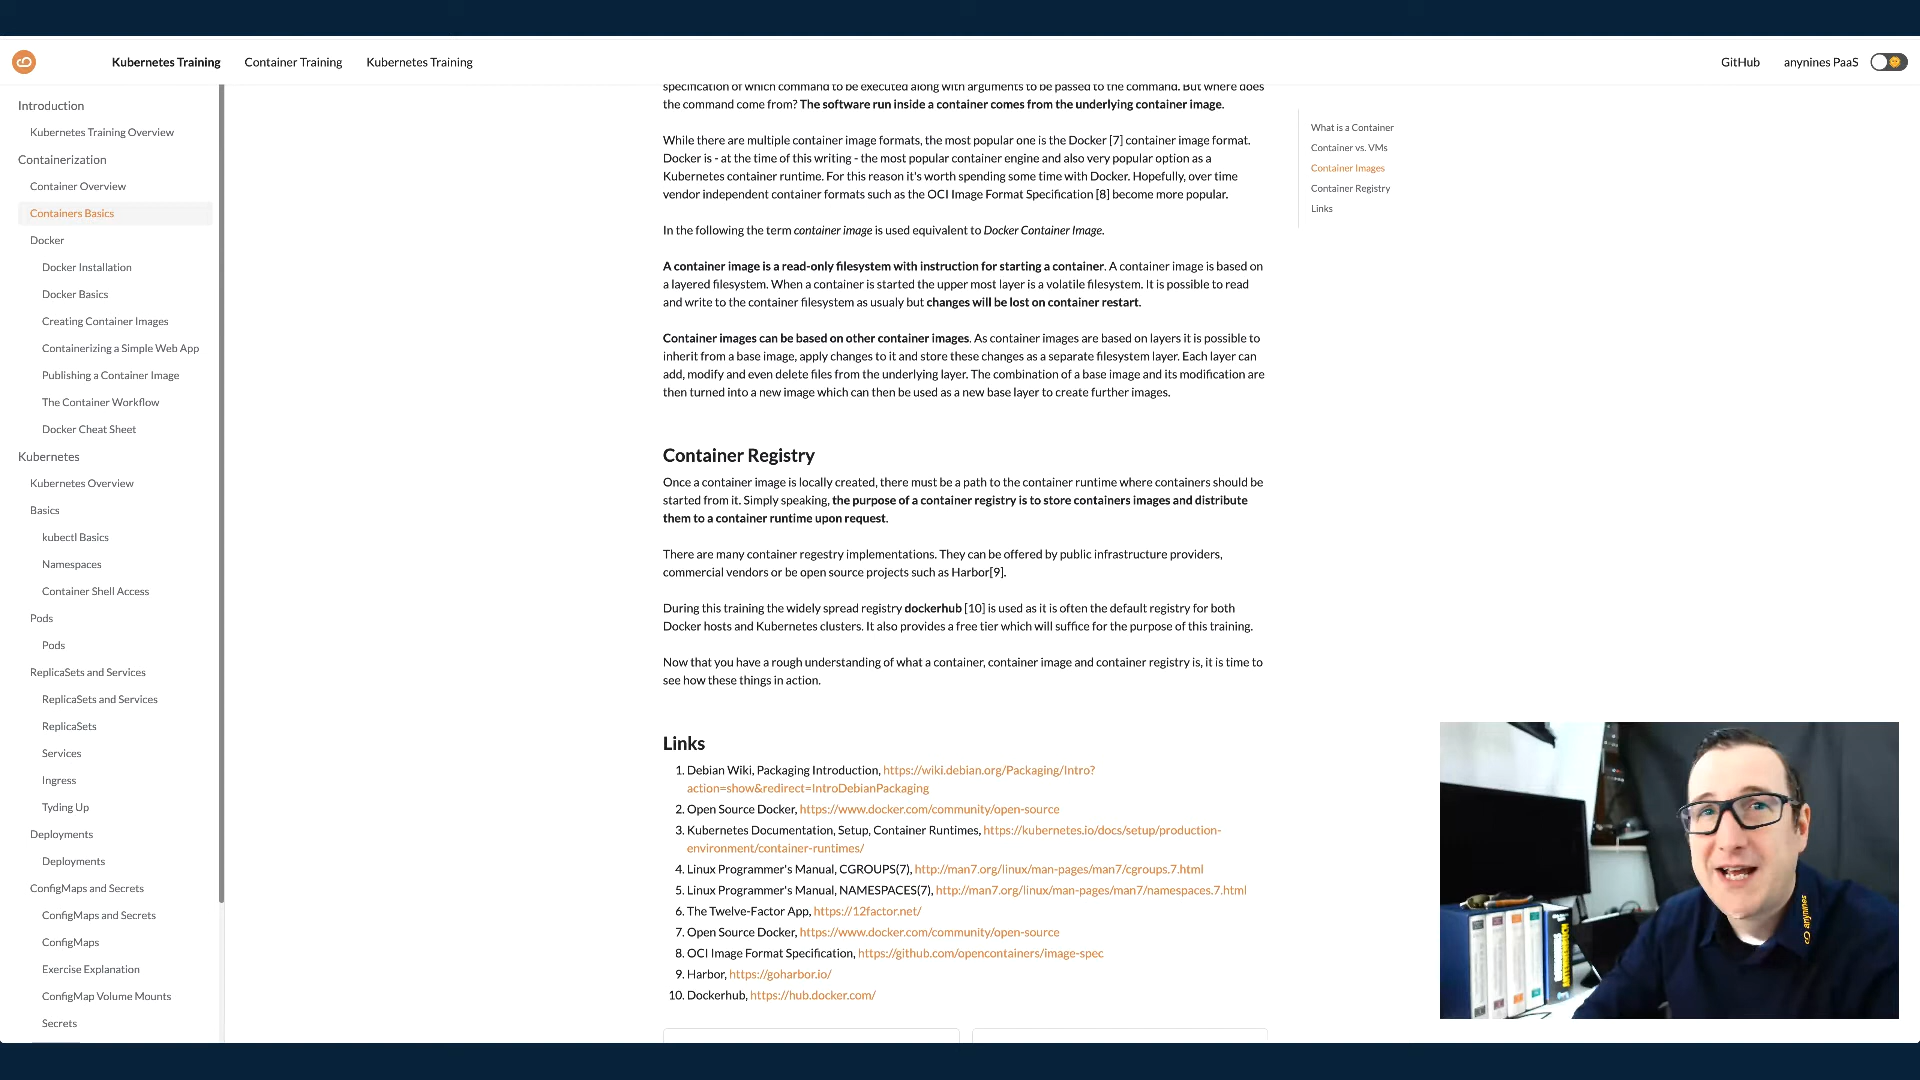 Kubernetes Training
Container Training
Kubernetes Training
GitHub
anynines PaaS
Introduction
Kubernetes Training Overview
Containerization
Container Overview
Containers Basics
Docker
Docker Installation
Docker Basics
Creating Container Images
Containerizing a Simple Web App
Publishing a Container Image
The Container Workflow
Docker Cheat Sheet
Kubernetes
Kubernetes Overview
Basics
kubectl Basics
Namespaces
Container Shell Access
Pods
Pods
ReplicaSets and Services
ReplicaSets and Services
ReplicaSets
Services
Ingress
Tyding Up
Deployments
Deployments
ConfigMaps and Secrets
ConfigMaps and Secrets
ConfigMaps
Exercise Explanation
ConfigMap Volume Mounts
Secrets
specification of which command to be executed along with arguments to be passed to the command. But where does
the command come from? The software run inside a container comes from the underlying container image.
While there are multiple container image formats, the most popular one is the Docker [7] container image format.
Docker is - at the time of this writing - the most popular container engine and also very popular option as a
Kubernetes container runtime. For this reason it's worth spending some time with Docker. Hopefully, over time
vendor independent container formats such as the OCI Image Format Specification [8] become more popular.
In the following the term container image is used equivalent to Docker Container Image.
A container image is a read-only filesystem with instruction for starting a container. A container image is based on
a layered filesystem. When a container is started the upper most layer is a volatile filesystem. It is possible to read
and write to the container filesystem as usualy but changes will be lost on container restart.
Container images can be based on other container images. As container images are based on layers it is possible to
inherit from a base image, apply changes to it and store these changes as a separate filesystem layer. Each layer can
add, modify and even delete files from the underlying layer. The combination of a base image and its modification are
then turned into a new image which can then be used as a new base layer to create further images.
Container Registry
Once a container image is locally created, there must be a path to the container runtime where containers should be
started from it. Simply speaking, the purpose of a container registry is to store containers images and distribute
them to a container runtime upon request.
There are many container regestry implementations. They can be offered by public infrastructure providers,
commercial vendors or be open source projects such as Harbor[9].
During this training the widely spread registry dockerhub [10] is used as it is often the default registry for both
Docker hosts and Kubernetes clusters. It also provides a free tier which will suffice for the purpose of this training.
Now that you have a rough understanding of what a container, container image and container registry is, it is time to
see how these things in action.
Links
1. Debian Wiki, Packaging Introduction, https://wiki.debian.org/Packaging/Intro?
action=show&redirect=IntroDebianPackaging
2. Open Source Docker, https://www.docker.com/community/open-source
3. Kubernetes Documentation, Setup, Container Runtimes, https://kubernetes.io/docs/setup/production-
environment/container-runtimes/
4. Linux Programmer's Manual, CGROUPS(7), http://man7.org/linux/man-pages/man7/cgroups.7.html
5. Linux Programmer's Manual, NAMESPACES(7), http://man7.org/linux/man-pages/man7/namespaces.7.html
6. The Twelve-Factor App, https://12factor.net/
7. Open Source Docker, https://www.docker.com/community/open-source
8. OCI Image Format Specification, https://github.com/opencontainers/image-spec
9. Harbor, https://goharbor.io/
10. Dockerhub, https://hub.docker.com/
What is a Container
Container vs. VMs
Container Images
Container Registry
Links
anynines